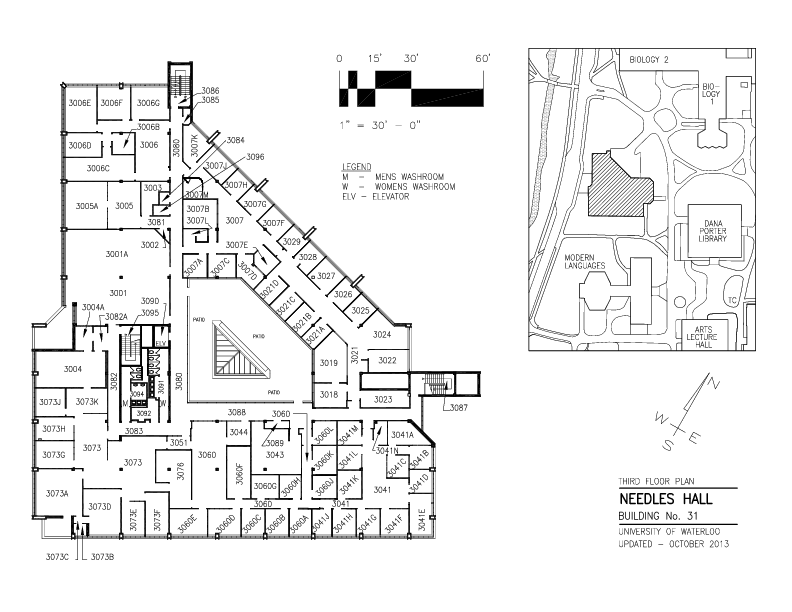 0 15' 30' 60'
1" = 30' - 0"
LEGEND
M - MENS WASHROOM
W - WOMENS WASHROOM
ELV - ELEVATOR
3086
3085
3006E 3006F 3006G
3006B
3006D 3006
3006C
3080
3007K
3084
3096
3007J
3007H
3003
3007M
3007G
3005A 3005
3007B
3007L
3007
3007F
3081
3002
3007E
3029
3001A
3028
3007A 3007C 3007D
3027
3021D
3026
3001
3021C
3025
3090
3095
3004A
3082A
3021B
3021A
3024
PATIO
PATIO
PATIO
ELV
3021
3004
3082
3091
3080
3019
3022
3094
3018
3023
3087
3073J 3073K
M
3092
W
3088
3060
3073H
3083
3051
3044
3089
3060L
3041M
3041N
3041A
3073G
3073
3073
3076
3060
3043
3060K
3041L
3041C
3041B
3073A
3060F
3060G
3060H
3060J
3041K
3041
3041D
3073D
3060
3041
3073E
3073F
3060E
3060D
3060C
3060B
3060A
3041J
3041H
3041G
3041F
3041E
3073C 3073B
BIOLOGY 2
BIO-
LOGY
1
DANA
PORTER
LIBRARY
MODERN
LANGUAGES
TC
ARTS
LECTURE
HALL
N
W
E
S
THIRD FLOOR PLAN
NEEDLES HALL
BUILDING No. 31
UNIVERSITY OF WATERLOO
UPDATED - OCTOBER 2013